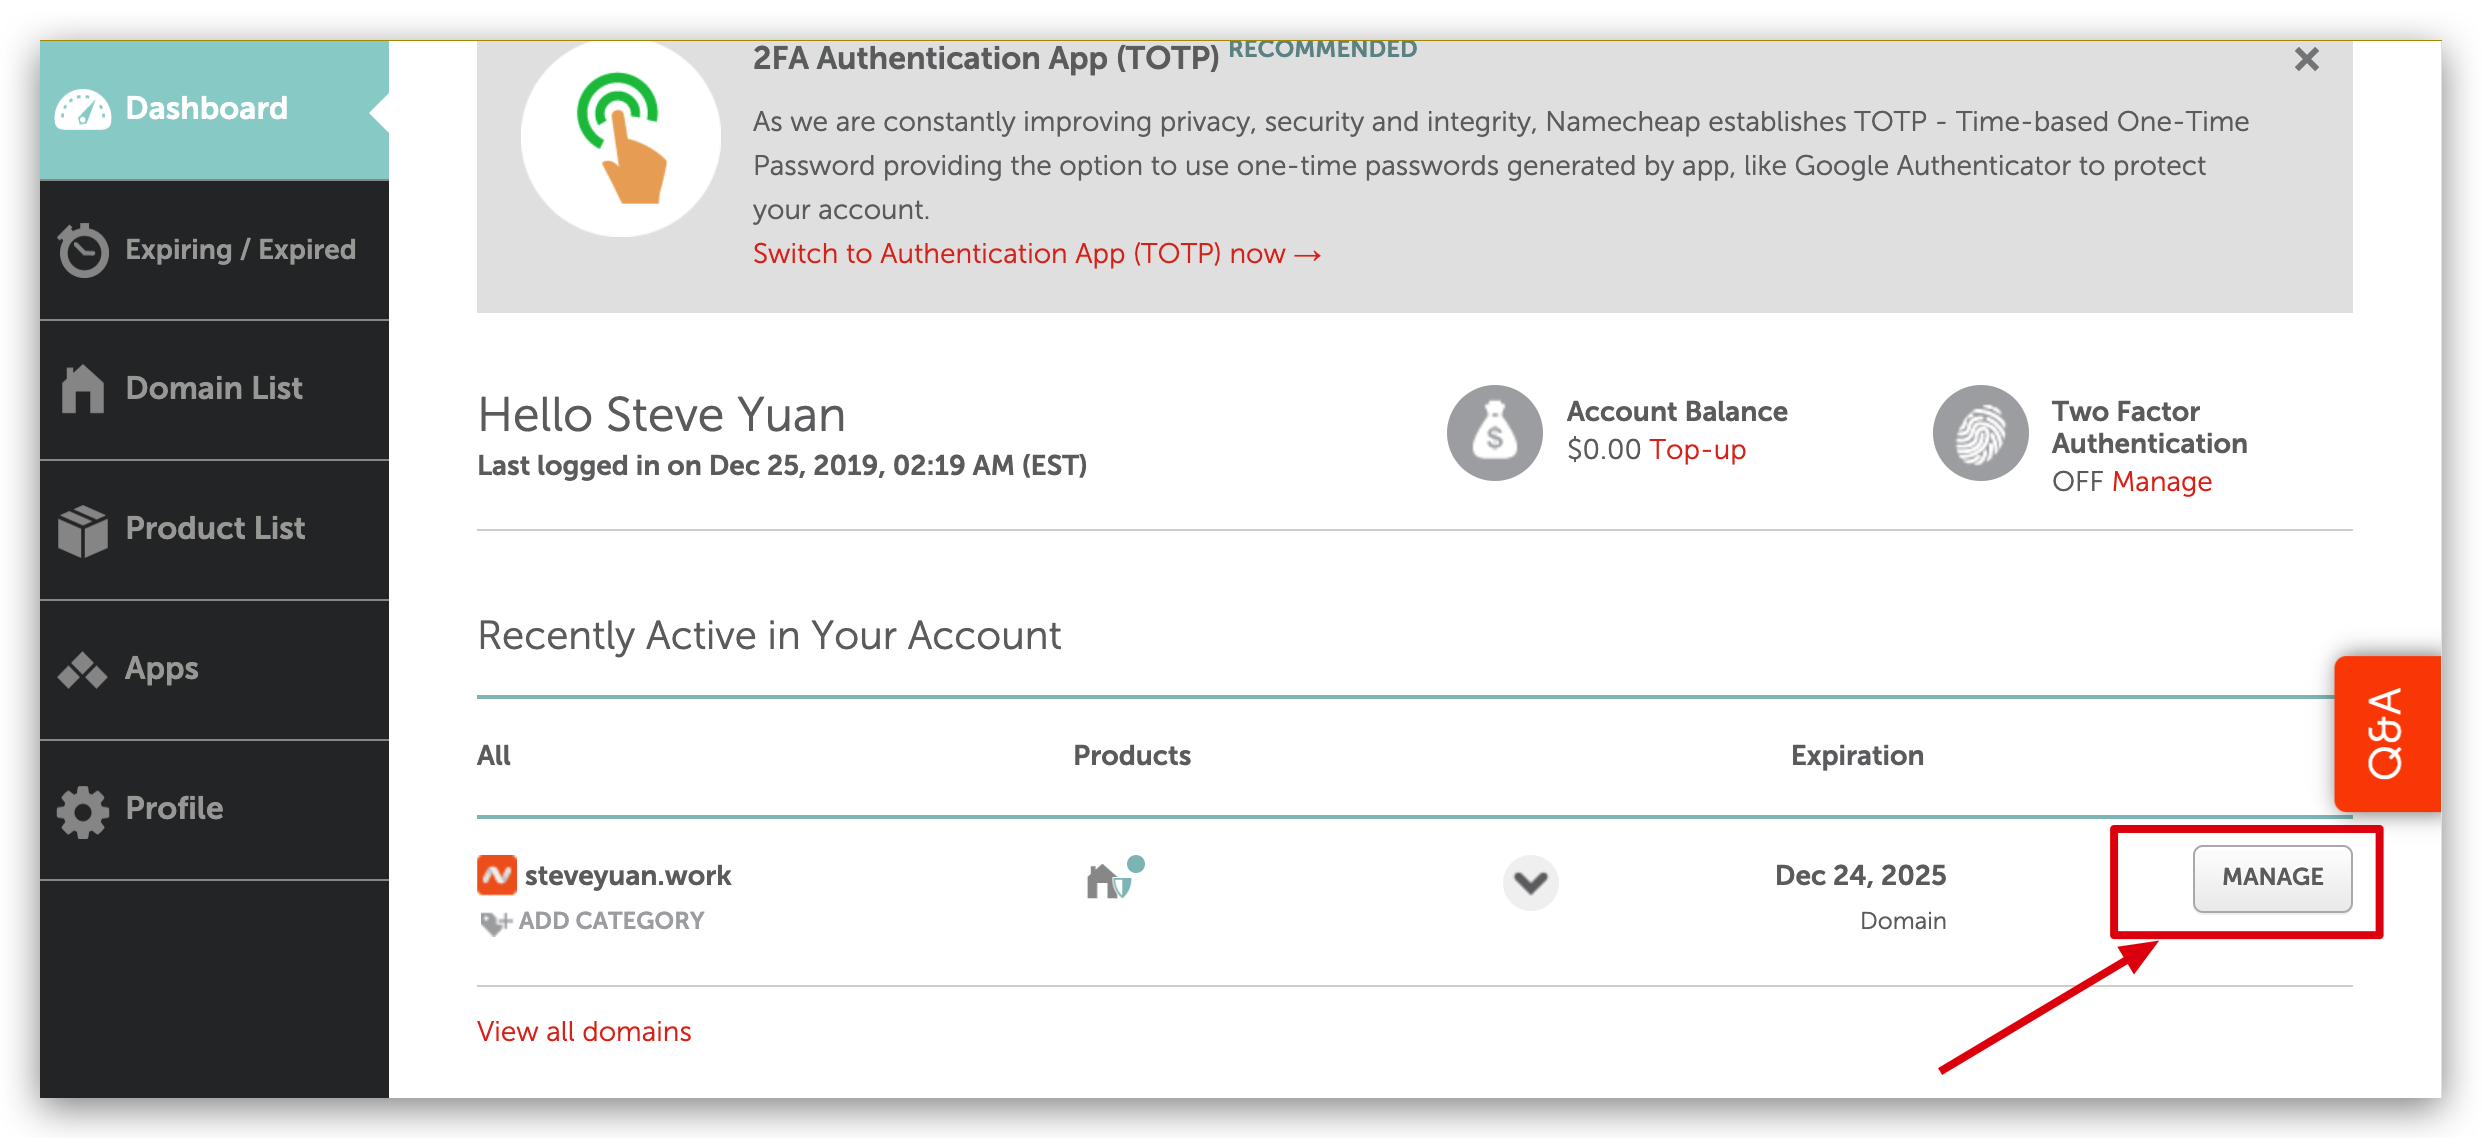 Dashboard
Expiring / Expired
Domain List
Product List
Apps
Profile
2FA Authentication App (TOTP) RECOMMENDED
As we are constantly improving privacy, security and integrity, Namecheap establishes TOTP - Time-based One-Time
Password providing the option to use one-time passwords generated by app, like Google Authenticator to protect
your account.
Switch to Authentication App (TOTP) now →
Hello Steve Yuan
Last logged in on Dec 25, 2019, 02:19 AM (EST)
$
Account Balance
$0.00 Top-up
Two Factor
Authentication
OFF Manage
Recently Active in Your Account
Q&A
All Products Expiration
steveyuan.work Dec 24, 2025 MANAGE
ADD CATEGORY Domain
View all domains